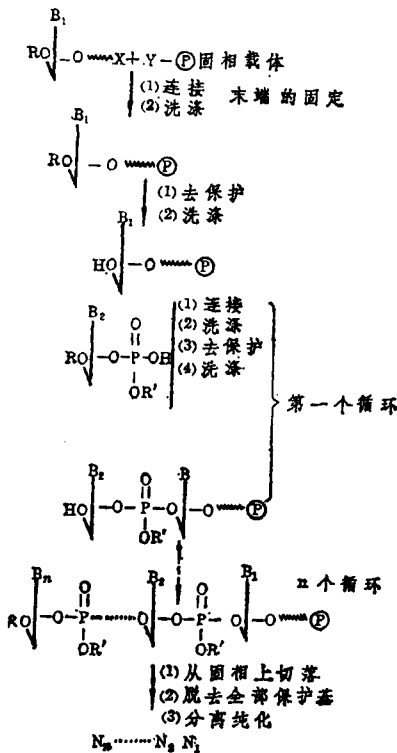 B₁
RO —O〰X + Y—Ⓟ固相载体
(1)连接
(2)洗涤
末端的固定
B₁
RO —O〰Ⓟ
(1)去保护
(2)洗涤
B₁
HO —O〰Ⓟ
B₂
O
RO —O—P—OH
OR'
(1)连接
(2)洗涤
(3)去保护
(4)洗涤
第一个循环
B₂ O B
HO —O—P—O —O〰Ⓟ
OR'
n个循环
Bn O B₂ O B₁
RO —O—P……O —O—P—O —O〰Ⓟ
OR' OR'
(1)从固相上切落
(2)脱去全部保护基
(3)分离纯化
Nn……N₂ N₁